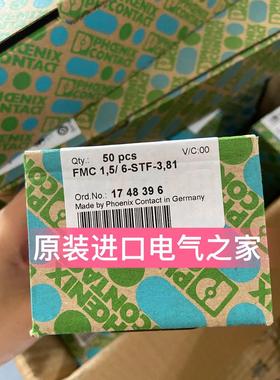 PHOENIX
CONTACT
Qty.: 50 pcs
V/C:00
FMC 1,5/ 6-STF-3,81
Ord.No.: 17 48 39 6
Made by Phoenix Contact in Germany
原装进口电气之家